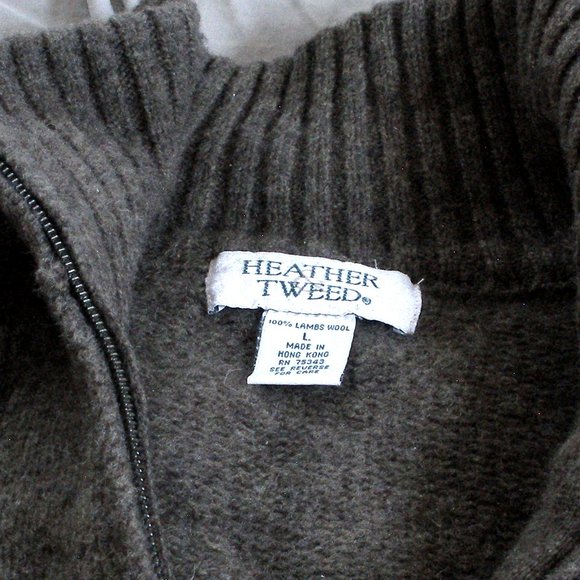 HEATHER
TWEED®
100% LAMBS WOOL
L
MADE IN
HONG KONG
RN 75343
SEE REVERSE
FOR CARE